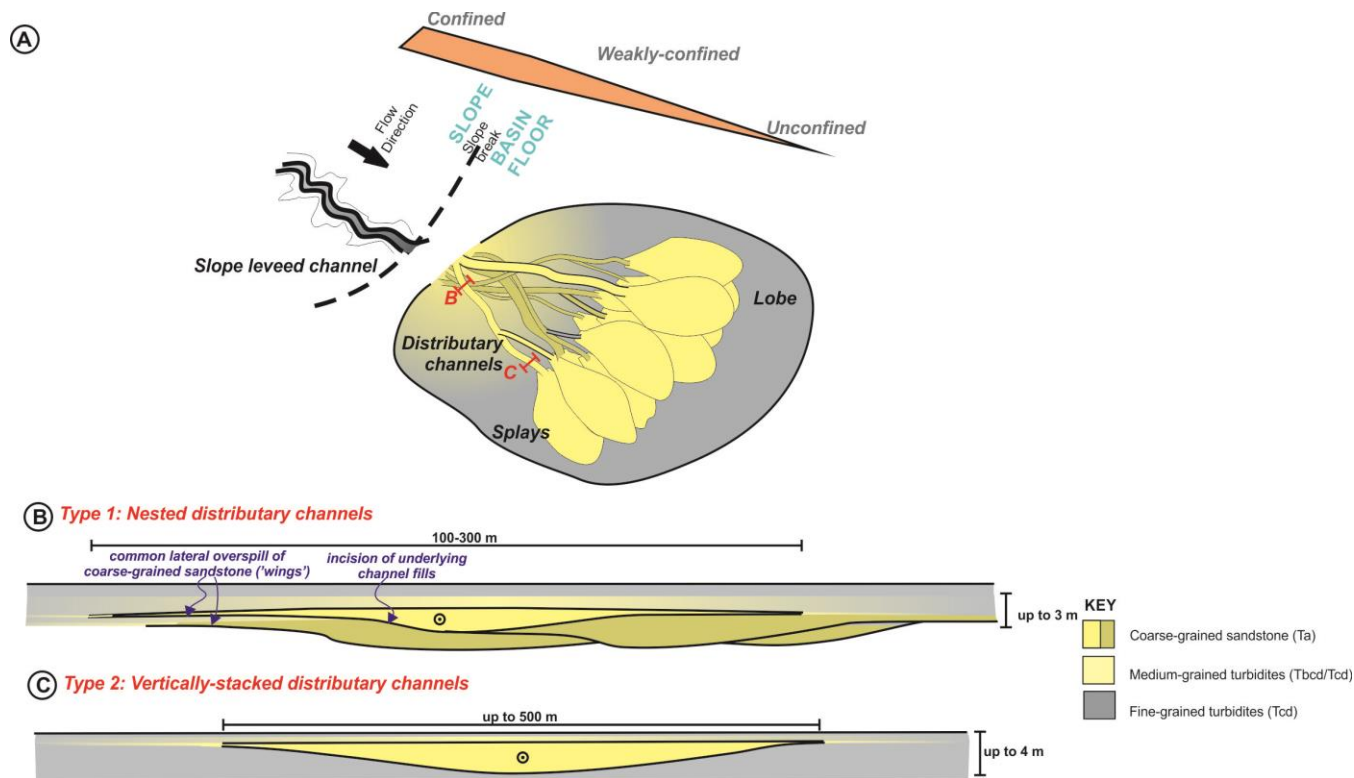 A
Confined
Weakly-confined
Unconfined
Flow
Direction
SLOPE
Slope
break
BASIN
FLOOR
Slope leveed channel
B
Lobe
Distributary
channels
C
Splays
B Type 1: Nested distributary channels
100-300 m
common lateral overspill of
coarse-grained sandstone ('wings')
incision of underlying
channel fills
up to 3 m
KEY
Coarse-grained sandstone (Ta)
Medium-grained turbidites (Tbcd/Tcd)
Fine-grained turbidites (Tcd)
C Type 2: Vertically-stacked distributary channels
up to 500 m
up to 4 m